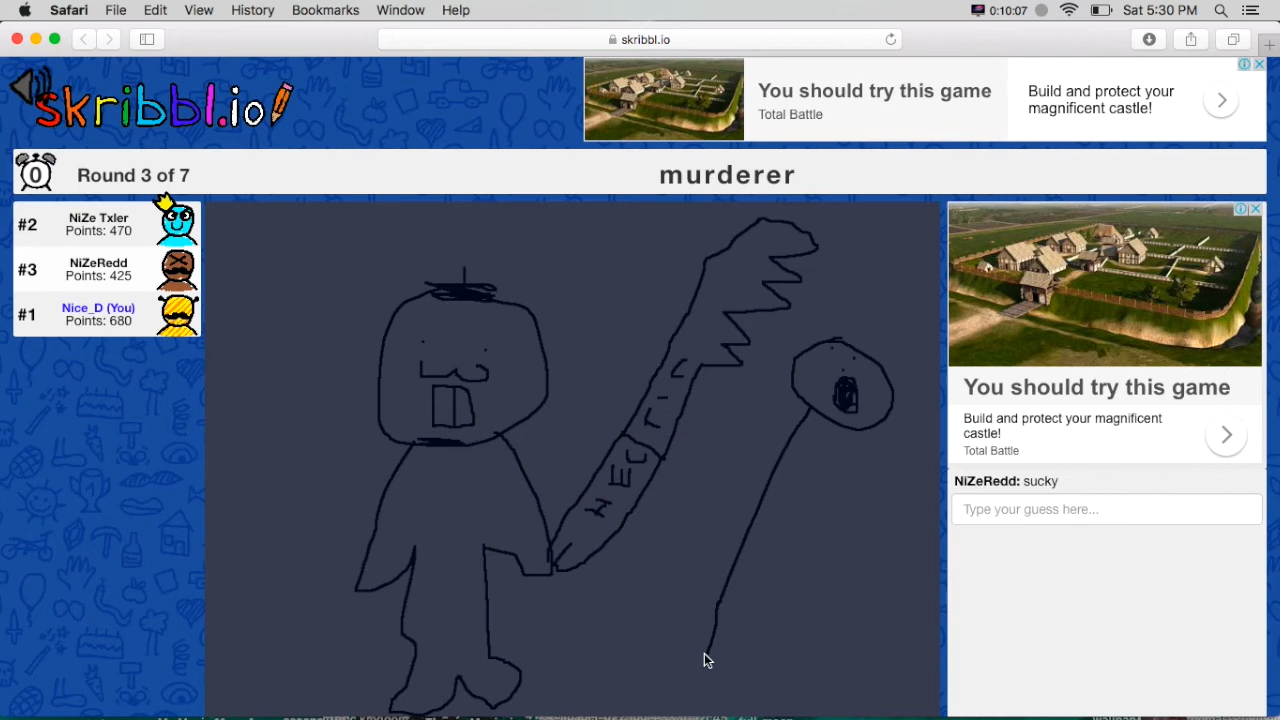 Safari File Edit View History Bookmarks Window Help 0:10:07 Sat 5:30 PM
skribbl.io
skribbl.io
You should try this game
Total Battle
Build and protect your
magnificent castle!
0 Round 3 of 7
murderer
#2 NiZe Txler
Points: 470
#3 NiZeRedd
Points: 425
#1 Nice_D (You)
Points: 680
You should try this game
Build and protect your magnificent
castle!
Total Battle
NiZeRedd: sucky
Type your guess here...